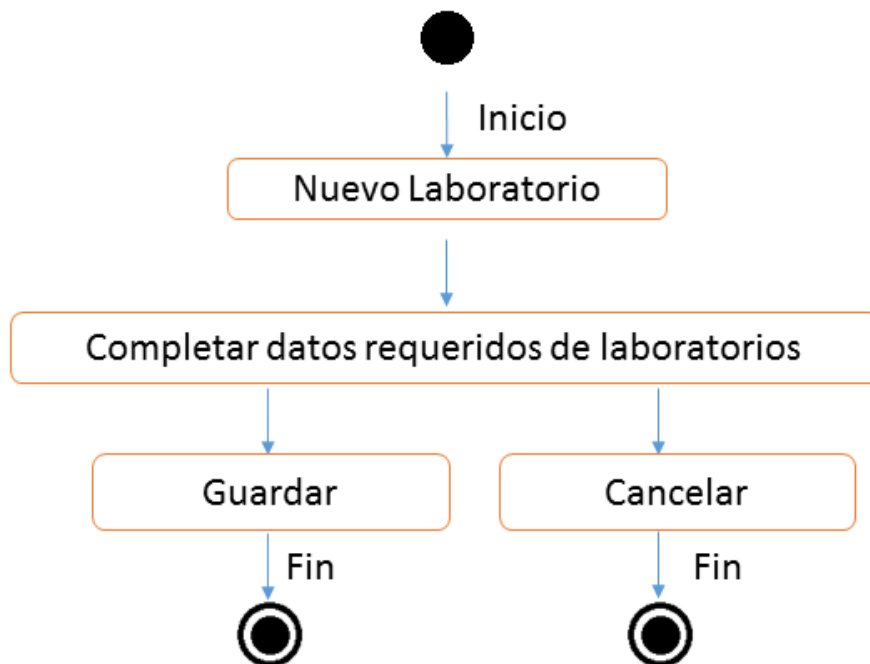 Inicio
Nuevo Laboratorio
Completar datos requeridos de laboratorios
Guardar
Cancelar
Fin
Fin